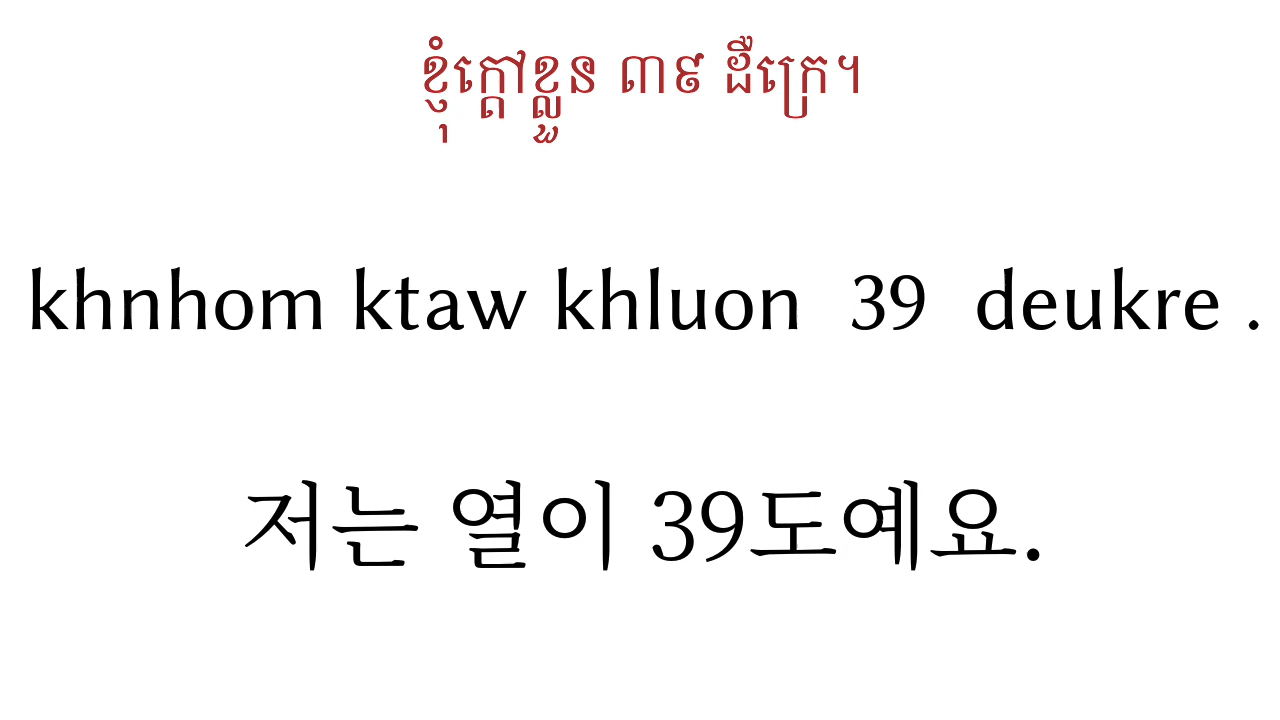 ខ្ញុំក្តៅខ្លួន ៣៩ ដឺក្រេ។
khnhom ktaw khluon 39 deukre .
저는 열이 39도예요.